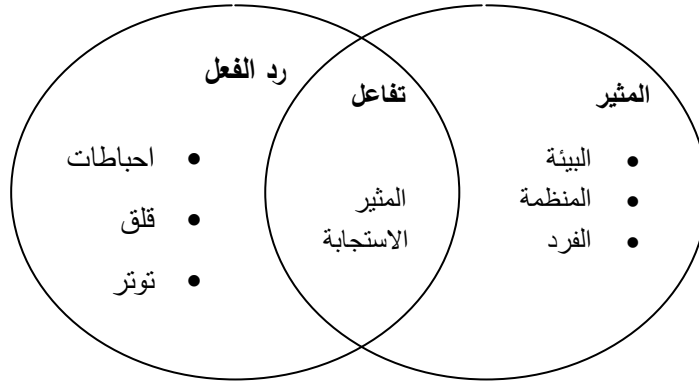 المثير
البيئة
المنظمة
الفرد
تفاعل
المثير
الاستجابة
رد الفعل
احباطات
قلق
توتر